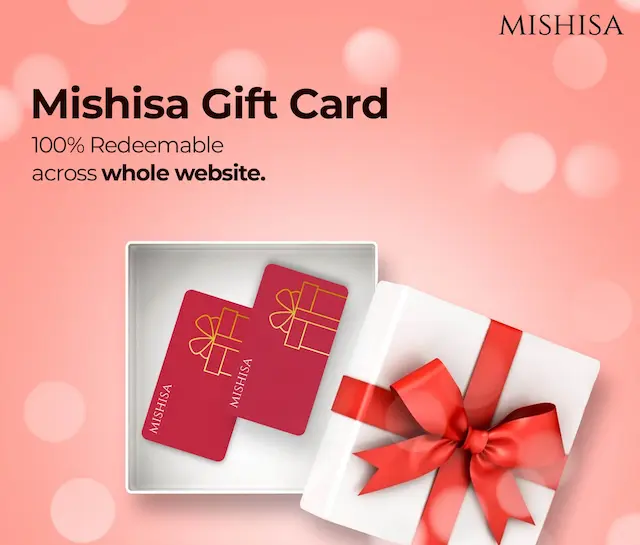 MISHISA
Mishisa Gift Card
100% Redeemable
across whole website.
MISHISA
MISHISA